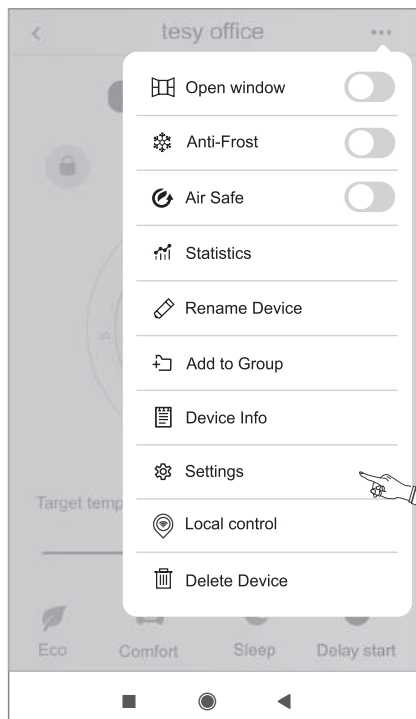 tesy office
Open window
Anti-Frost
Air Safe
Statistics
Rename Device
Add to Group
Device Info
Settings
Target temp
Local control
Delete Device
Eco Comfort Sleep Delay start